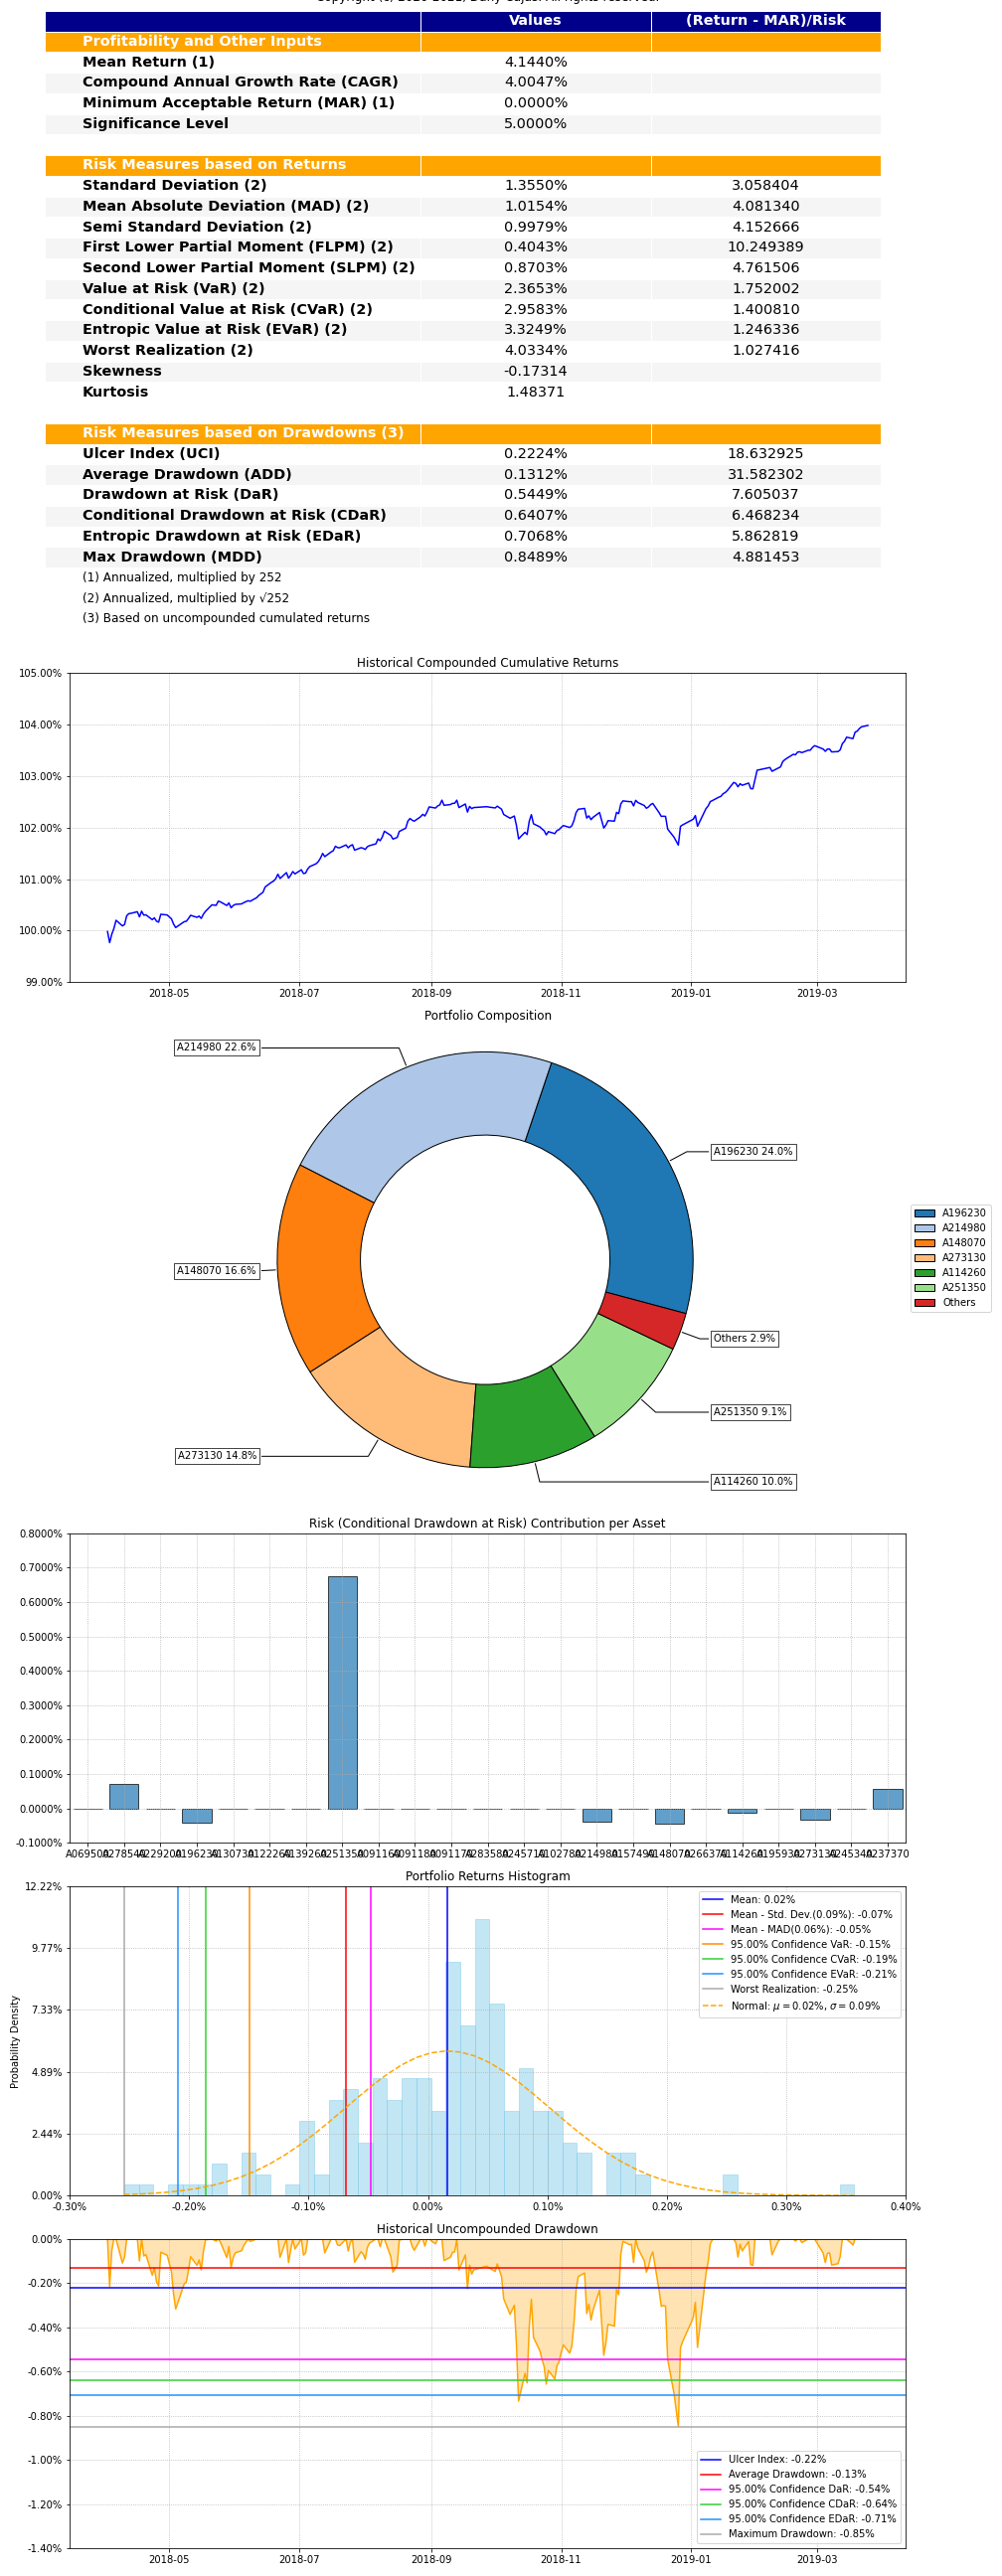 Values (Return - MAR)/Risk
Profitability and Other Inputs
Mean Return (1) 4.1440%
Compound Annual Growth Rate (CAGR) 4.0047%
Minimum Acceptable Return (MAR) (1) 0.0000%
Significance Level 5.0000%
Risk Measures based on Returns
Standard Deviation (2) 1.3550% 3.058404
Mean Absolute Deviation (MAD) (2) 1.0154% 4.081340
Semi Standard Deviation (2) 0.9979% 4.152666
First Lower Partial Moment (FLPM) (2) 0.4043% 10.249389
Second Lower Partial Moment (SLPM) (2) 0.8703% 4.761506
Value at Risk (VaR) (2) 2.3653% 1.752002
Conditional Value at Risk (CVaR) (2) 2.9583% 1.400810
Entropic Value at Risk (EVaR) (2) 3.3249% 1.246336
Worst Realization (2) 4.0334% 1.027416
Skewness -0.17314
Kurtosis 1.48371
Risk Measures based on Drawdowns (3)
Ulcer Index (UCI) 0.2224% 18.632925
Average Drawdown (ADD) 0.1312% 31.582302
Drawdown at Risk (DaR) 0.5449% 7.605037
Conditional Drawdown at Risk (CDaR) 0.6407% 6.468234
Entropic Drawdown at Risk (EDaR) 0.7068% 5.862819
Max Drawdown (MDD) 0.8489% 4.881453
(1) Annualized, multiplied by 252
(2) Annualized, multiplied by √252
(3) Based on uncompounded cumulated returns
Historical Compounded Cumulative Returns
105.00%
104.00%
103.00%
102.00%
101.00%
100.00%
99.00%
2018-05 2018-07 2018-09 2018-11 2019-01 2019-03
Portfolio Composition
A214980 22.6%
A196230 24.0%
A148070 16.6%
Others 2.9%
A251350 9.1%
A273130 14.8%
A114260 10.0%
A196230
A214980
A148070
A273130
A114260
A251350
Others
Risk (Conditional Drawdown at Risk) Contribution per Asset
0.8000%
0.7000%
0.6000%
0.5000%
0.4000%
0.3000%
0.2000%
0.1000%
0.0000%
-0.1000%
Portfolio Returns Histogram
Probability Density
12.22%
9.77%
7.33%
4.89%
2.44%
0.00%
-0.30% -0.20% -0.10% 0.00% 0.10% 0.20% 0.30% 0.40%
Mean: 0.02%
Mean - Std. Dev.(0.09%): -0.07%
Mean - MAD(0.06%): -0.05%
95.00% Confidence VaR: -0.15%
95.00% Confidence CVaR: -0.19%
95.00% Confidence EVaR: -0.21%
Worst Realization: -0.25%
Normal: μ = 0.02%, σ = 0.09%
Historical Uncompounded Drawdown
0.00%
-0.20%
-0.40%
-0.60%
-0.80%
-1.00%
-1.20%
-1.40%
2018-05 2018-07 2018-09 2018-11 2019-01 2019-03
Ulcer Index: -0.22%
Average Drawdown: -0.13%
95.00% Confidence DaR: -0.54%
95.00% Confidence CDaR: -0.64%
95.00% Confidence EDaR: -0.71%
Maximum Drawdown: -0.85%